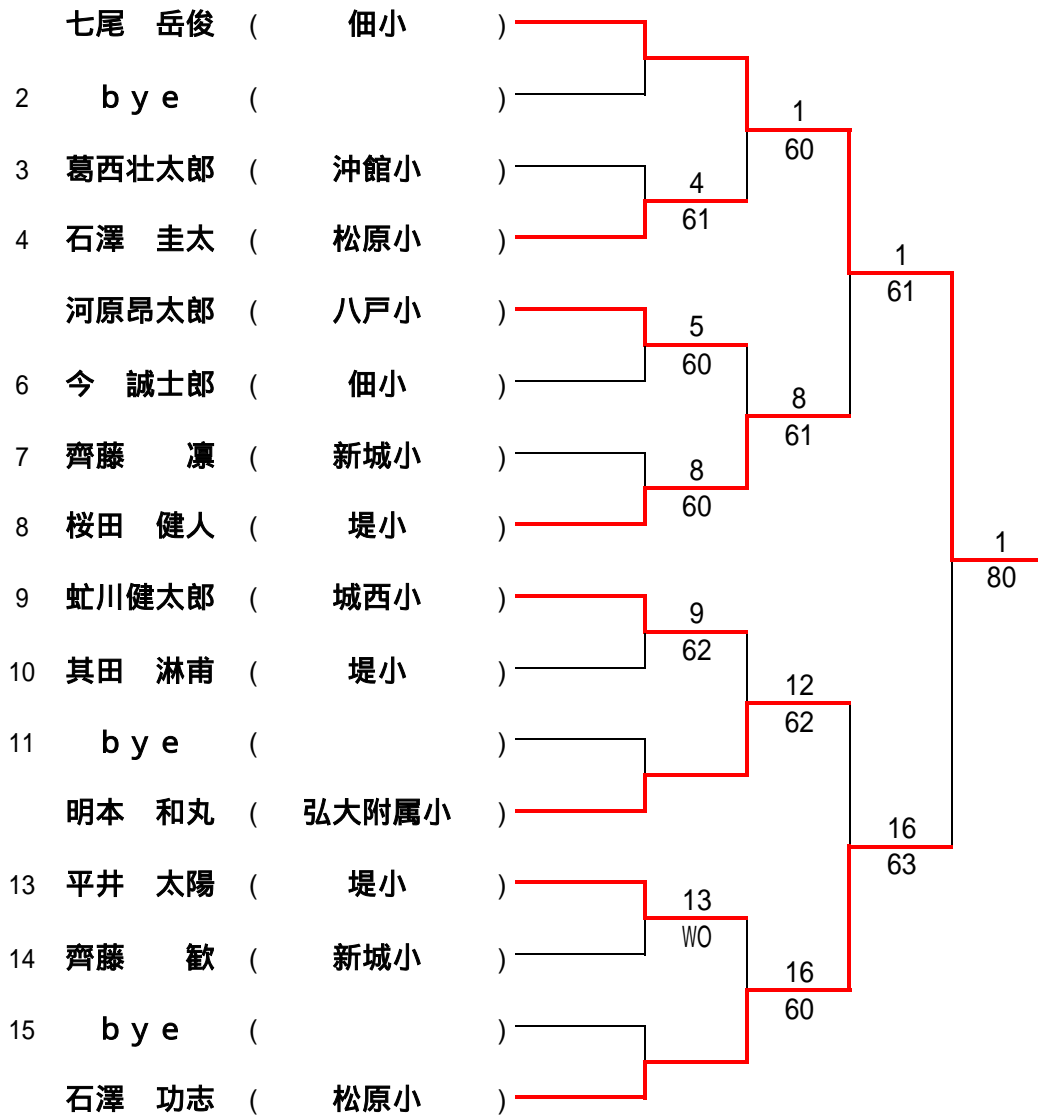 七尾 岳俊 ( 佃小 )
2 ｂｙｅ ( )
1
60
3 葛西壮太郎 ( 沖館小 )
4
61
4 石澤 圭太 ( 松原小 )
1
61
河原昂太郎 ( 八戸小 )
5
60
6 今 誠士郎 ( 佃小 )
8
61
7 齊藤 凛 ( 新城小 )
8
60
8 桜田 健人 ( 堤小 )
1
80
9 虻川健太郎 ( 城西小 )
9
62
10 其田 淋甫 ( 堤小 )
12
62
11 ｂｙｅ ( )
明本 和丸 ( 弘大附属小 )
16
63
13 平井 太陽 ( 堤小 )
13
WO
14 齊藤 歓 ( 新城小 )
16
60
15 ｂｙｅ ( )
石澤 功志 ( 松原小 )